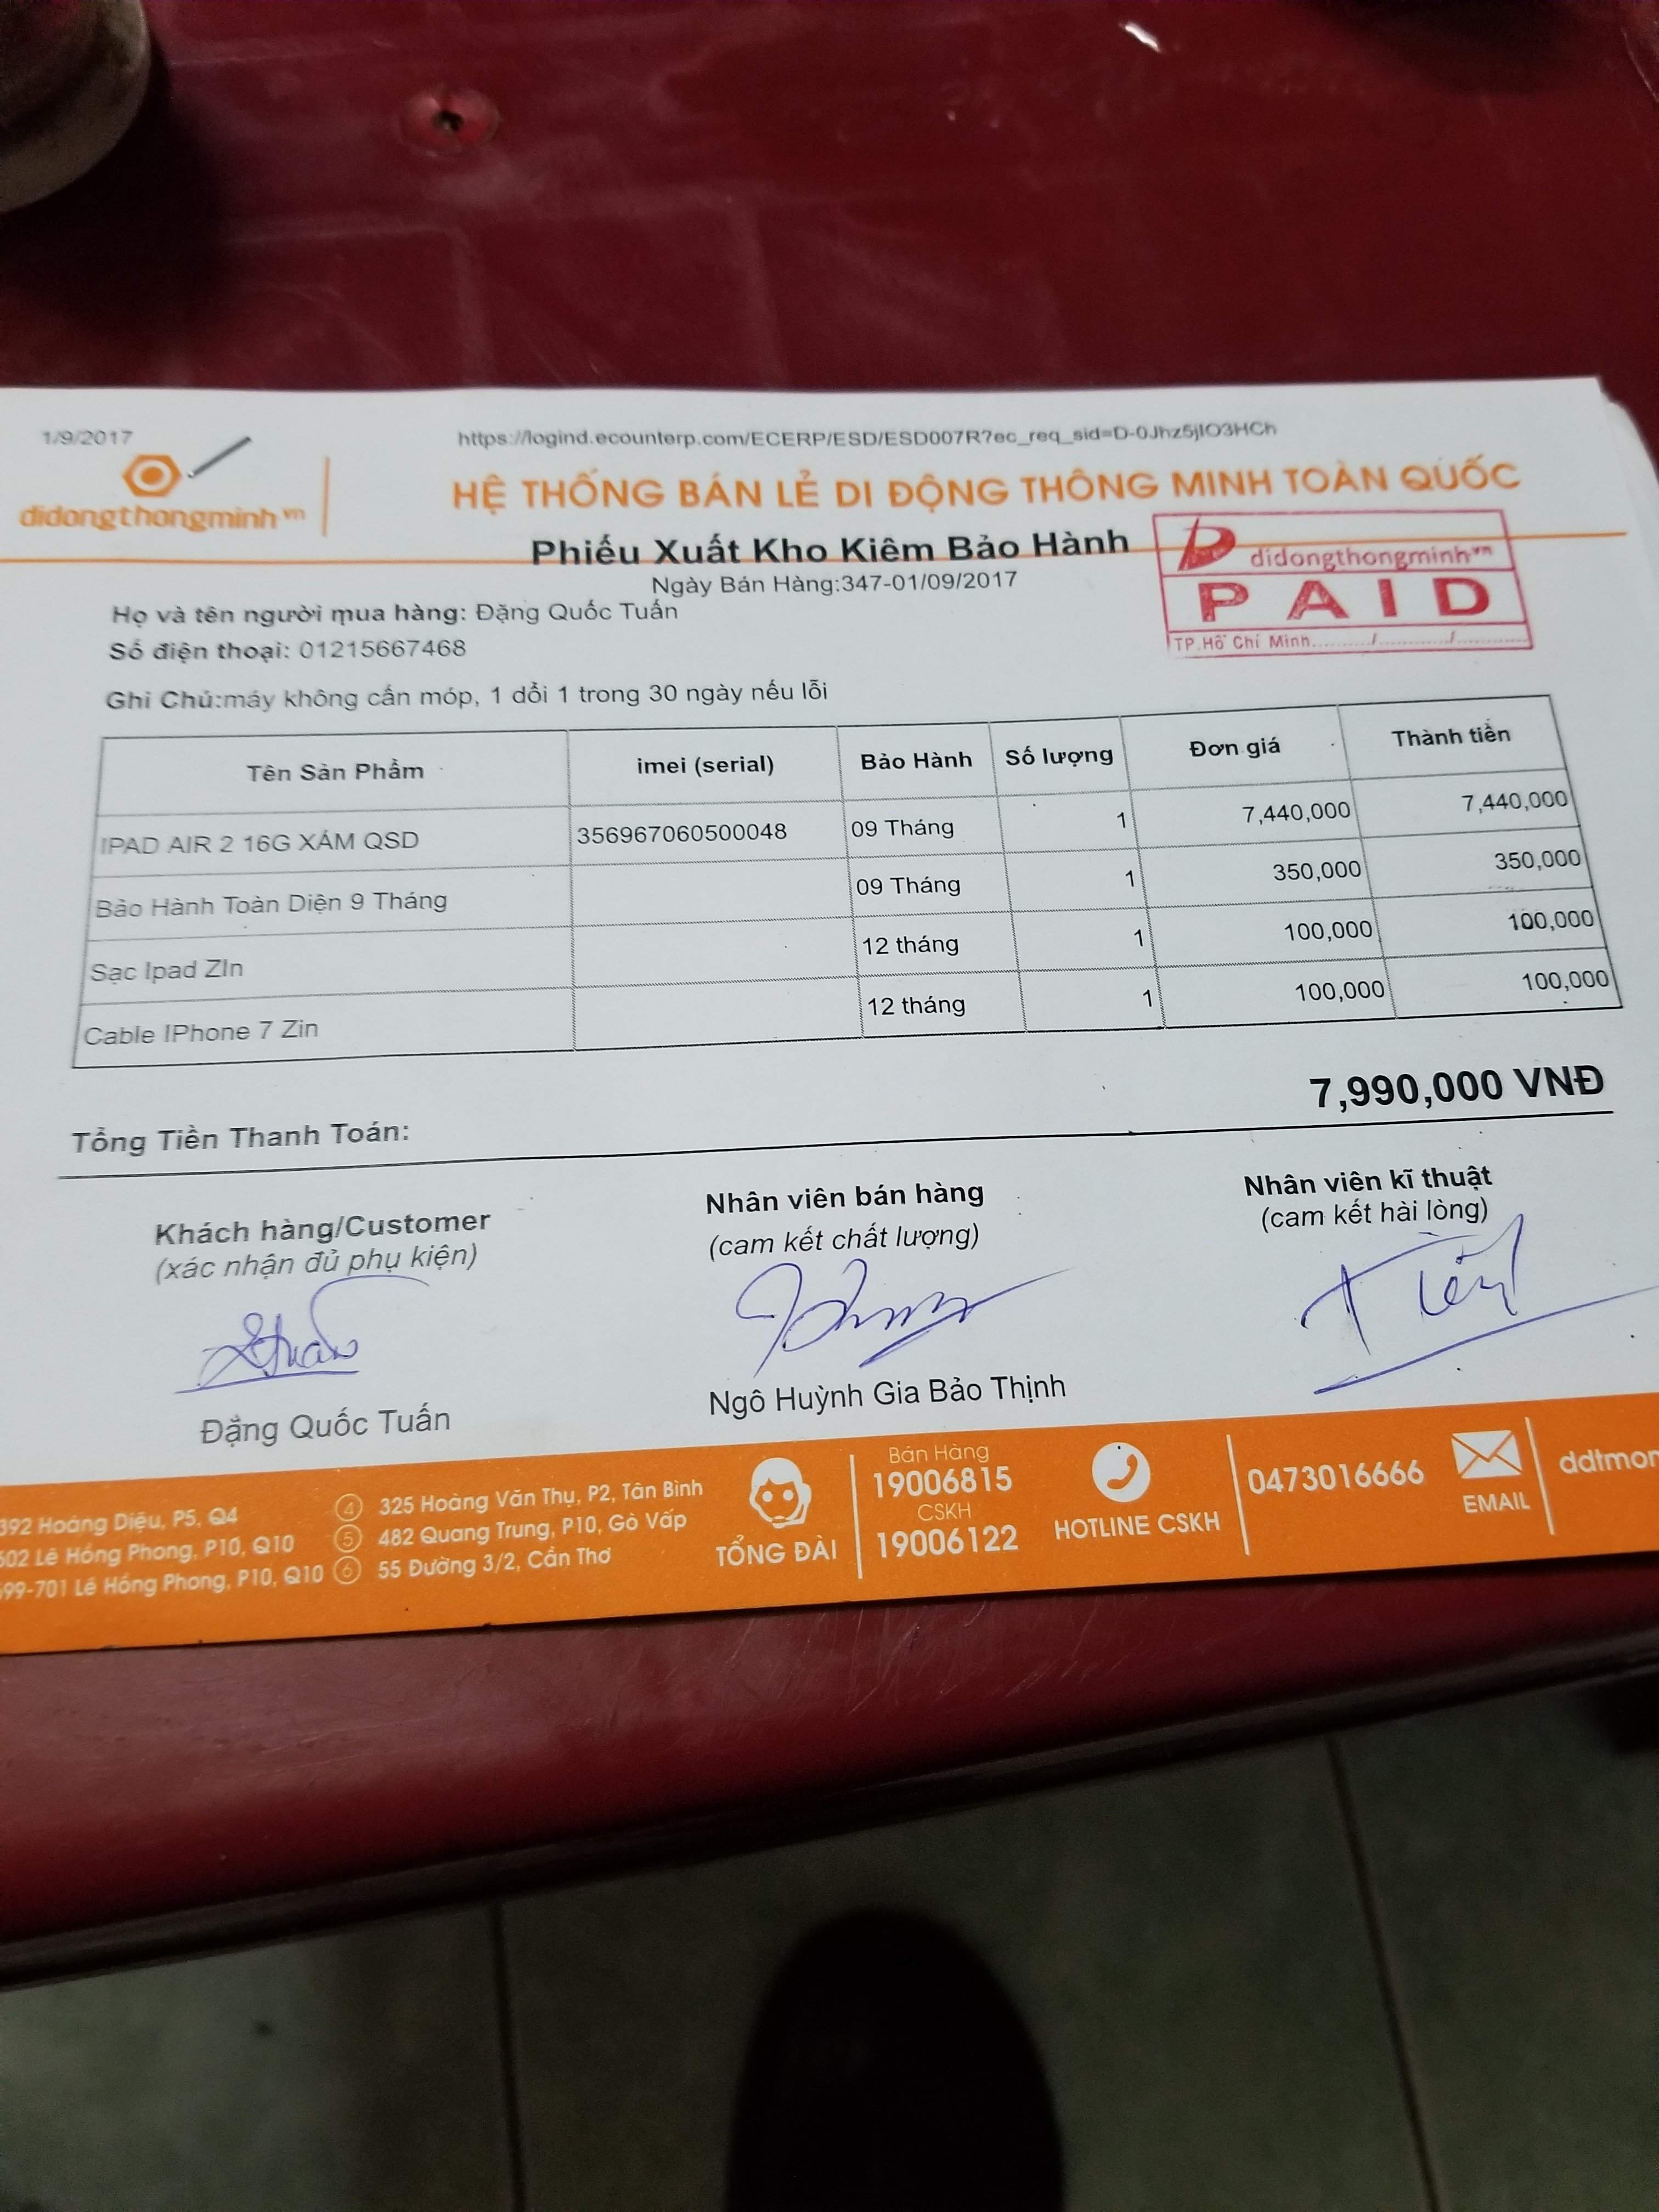 1/9/2017
https://logind.ecounterp.com/ECERP/ESD/ESD007R?ec_req_sid=D-0Jhz5jIO3HCh
didongthongminh.vn
HỆ THỐNG BÁN LẺ DI ĐỘNG THÔNG MINH TOÀN QUỐC
Phiếu Xuất Kho Kiêm Bảo Hành
Ngày Bán Hàng:347-01/09/2017
didongthongminh.vn
PAID
TP.Hồ Chí Minh........../........../..........
Họ và tên người mua hàng: Đặng Quốc Tuấn
Số điện thoại: 01215667468
Ghi Chú:máy không cấn móp, 1 dổi 1 trong 30 ngày nếu lỗi
Tên Sản Phẩm imei (serial) Bảo Hành Số lượng Đơn giá Thành tiền
IPAD AIR 2 16G XÁM QSD 356967060500048 09 Tháng 1 7,440,000 7,440,000
Bảo Hành Toàn Diện 9 Tháng 09 Tháng 1 350,000 350,000
Sạc Ipad ZIn 12 tháng 1 100,000 100,000
Cable IPhone 7 Zin 12 tháng 1 100,000 100,000
Tổng Tiền Thanh Toán: 7,990,000 VNĐ
Khách hàng/Customer Nhân viên bán hàng Nhân viên kĩ thuật
(xác nhận đủ phụ kiện) (cam kết chất lượng) (cam kết hài lòng)
Đặng Quốc Tuấn Ngô Huỳnh Gia Bảo Thịnh
392 Hoàng Diệu, P5, Q4
502 Lê Hồng Phong, P10, Q10
699-701 Lê Hồng Phong, P10, Q10
4 325 Hoàng Văn Thụ, P2, Tân Bình
5 482 Quang Trung, P10, Gò Vấp
6 55 Đường 3/2, Cần Thơ
TỔNG ĐÀI
Bán Hàng
19006815
CSKH
19006122
HOTLINE CSKH
0473016666
EMAIL
ddtmor